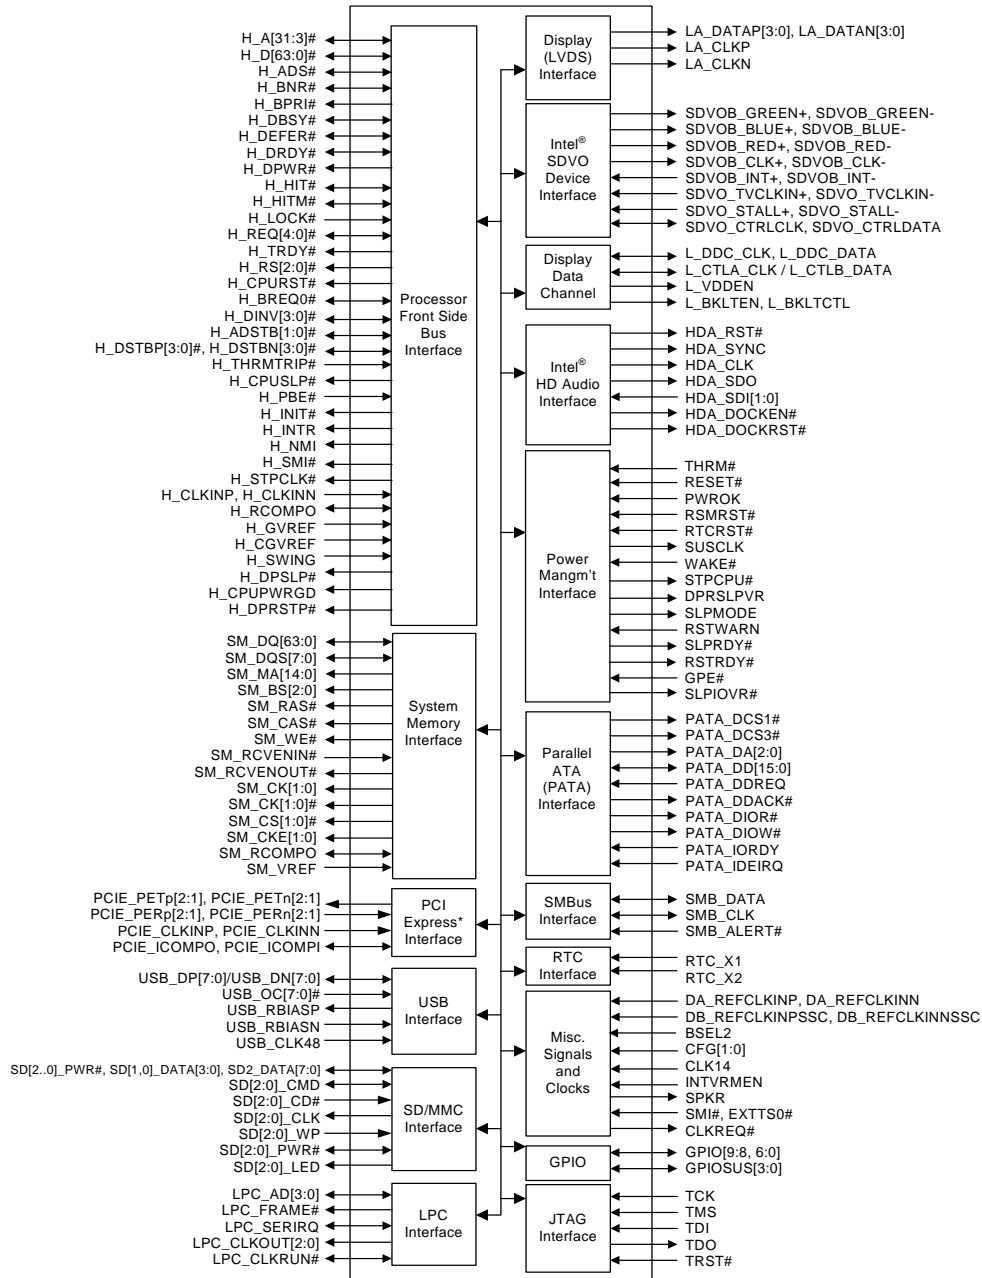 H_A[31:3]#
H_D[63:0]#
H_ADS#
H_BNR#
H_BPRI#
H_DBSY#
H_DEFER#
H_DRDY#
H_DPWR#
H_HIT#
H_HITM#
H_LOCK#
H_REQ[4:0]#
H_TRDY#
H_RS[2:0]#
H_CPURST#
H_BREQ0#
H_DINV[3:0]#
H_ADSTB[1:0]#
H_DSTBP[3:0]#, H_DSTBN[3:0]#
H_THRMTRIP#
H_CPUSLP#
H_PBE#
H_INIT#
H_INTR
H_NMI
H_SMI#
H_STPCLK#
H_CLKINP, H_CLKINN
H_RCOMPO
H_GVREF
H_CGVREF
H_SWING
H_DPSLP#
H_CPUPWRGD
H_DPRSTP#
Processor
Front Side
Bus
Interface
SM_DQ[63:0]
SM_DQS[7:0]
SM_MA[14:0]
SM_BS[2:0]
SM_RAS#
SM_CAS#
SM_WE#
SM_RCVENIN#
SM_RCVENOUT#
SM_CK[1:0]
SM_CK[1:0]#
SM_CS[1:0]#
SM_CKE[1:0]
SM_RCOMPO
SM_VREF
System
Memory
Interface
PCIE_PETp[2:1], PCIE_PETn[2:1]
PCIE_PERp[2:1], PCIE_PERn[2:1]
PCIE_CLKINP, PCIE_CLKINN
PCIE_ICOMPO, PCIE_ICOMPI
PCI
Express*
Interface
USB_DP[7:0]/USB_DN[7:0]
USB_OC[7:0]#
USB_RBIASP
USB_RBIASN
USB_CLK48
USB
Interface
SD[2..0]_PWR#, SD[1,0]_DATA[3:0], SD2_DATA[7:0]
SD[2:0]_CMD
SD[2:0]_CD#
SD[2:0]_CLK
SD[2:0]_WP
SD[2:0]_PWR#
SD[2:0]_LED
SD/MMC
Interface
LPC_AD[3:0]
LPC_FRAME#
LPC_SERIRQ
LPC_CLKOUT[2:0]
LPC_CLKRUN#
LPC
Interface
Display
(LVDS)
Interface
LA_DATAP[3:0], LA_DATAN[3:0]
LA_CLKP
LA_CLKN
Intel®
SDVO
Device
Interface
SDVOB_GREEN+, SDVOB_GREEN-
SDVOB_BLUE+, SDVOB_BLUE-
SDVOB_RED+, SDVOB_RED-
SDVOB_CLK+, SDVOB_CLK-
SDVOB_INT+, SDVOB_INT-
SDVO_TVCLKIN+, SDVO_TVCLKIN-
SDVO_STALL+, SDVO_STALL-
SDVO_CTRLCLK, SDVO_CTRLDATA
Display
Data
Channel
L_DDC_CLK, L_DDC_DATA
L_CTLA_CLK / L_CTLB_DATA
L_VDDEN
L_BKLTEN, L_BKLTCTL
Intel®
HD Audio
Interface
HDA_RST#
HDA_SYNC
HDA_CLK
HDA_SDO
HDA_SDI[1:0]
HDA_DOCKEN#
HDA_DOCKRST#
Power
Mangm't
Interface
THRM#
RESET#
PWROK
RSMRST#
RTCRST#
SUSCLK
WAKE#
STPCPU#
DPRSLPVR
SLPMODE
RSTWARN
SLPRDY#
RSTRDY#
GPE#
SLPIOVR#
Parallel
ATA
(PATA)
Interface
PATA_DCS1#
PATA_DCS3#
PATA_DA[2:0]
PATA_DD[15:0]
PATA_DDREQ
PATA_DDACK#
PATA_DIOR#
PATA_DIOW#
PATA_IORDY
PATA_IDEIRQ
SMBus
Interface
SMB_DATA
SMB_CLK
SMB_ALERT#
RTC
Interface
RTC_X1
RTC_X2
Misc.
Signals
and
Clocks
DA_REFCLKINP, DA_REFCLKINN
DB_REFCLKINPSSC, DB_REFCLKINNSSC
BSEL2
CFG[1:0]
CLK14
INTVRMEN
SPKR
SMI#, EXTTS0#
CLKREQ#
GPIO
GPIO[9:8, 6:0]
GPIOSUS[3:0]
JTAG
Interface
TCK
TMS
TDI
TDO
TRST#